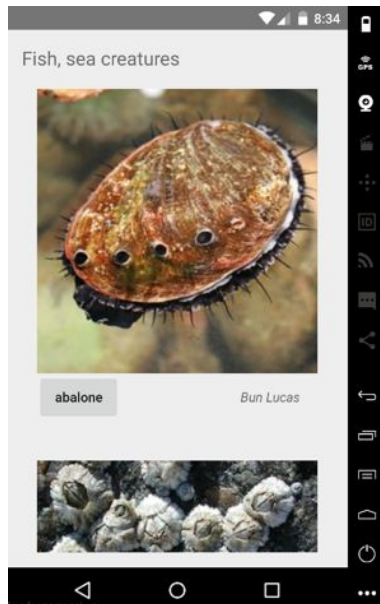 8:34
Fish, sea creatures
abalone
Bun Lucas
GPS
ID